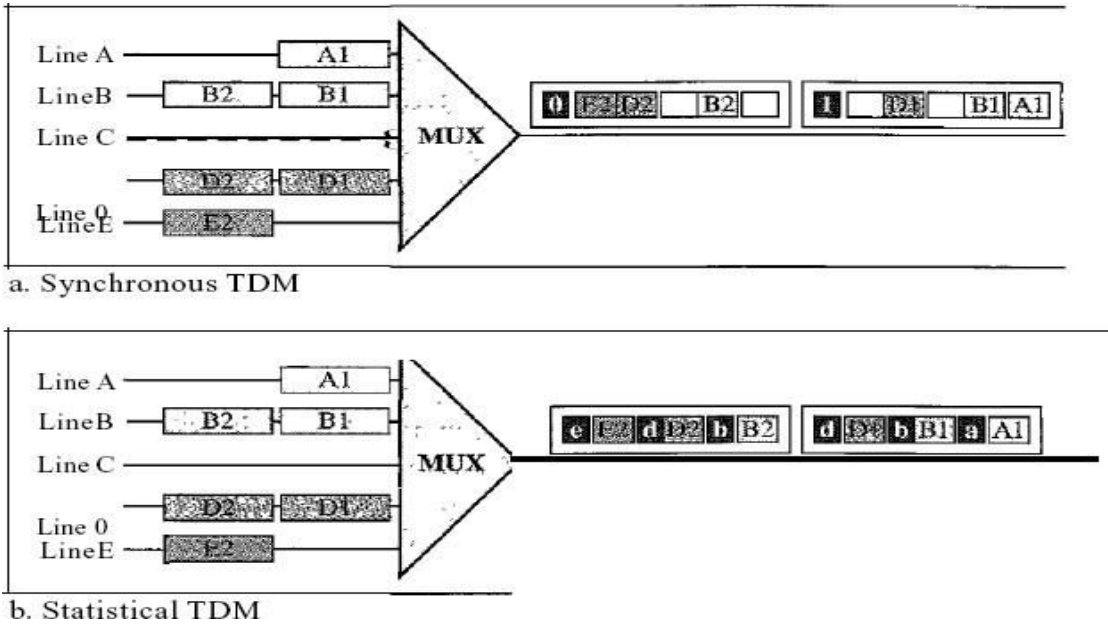 Line A A1
LineB B2 B1
0 E2 D2 B2 1 D1 B1 A1
Line C MUX
D2 D1
Line 0
LineE E2
a. Synchronous TDM
Line A A1
LineB B2 B1
e E2 d D2 b B2 d D1 b B1 a A1
Line C MUX
D2 D1
Line 0
LineE E2
b. Statistical TDM